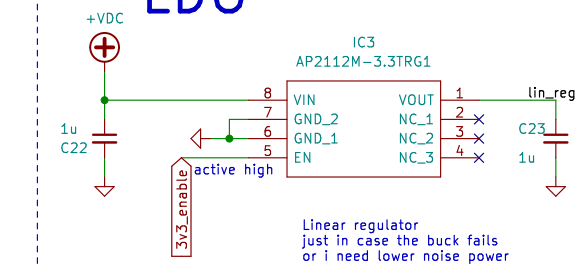 LDO
+VDC
IC3
AP2112M-3.3TRG1
8
VIN
VOUT
1
lin_reg
7
GND_2
NC_1
2
6
GND_1
NC_2
3
5
EN
NC_3
4
1u
C22
C23
1u
active high
3v3_enable
Linear regulator
just in case the buck fails
or i need lower noise power